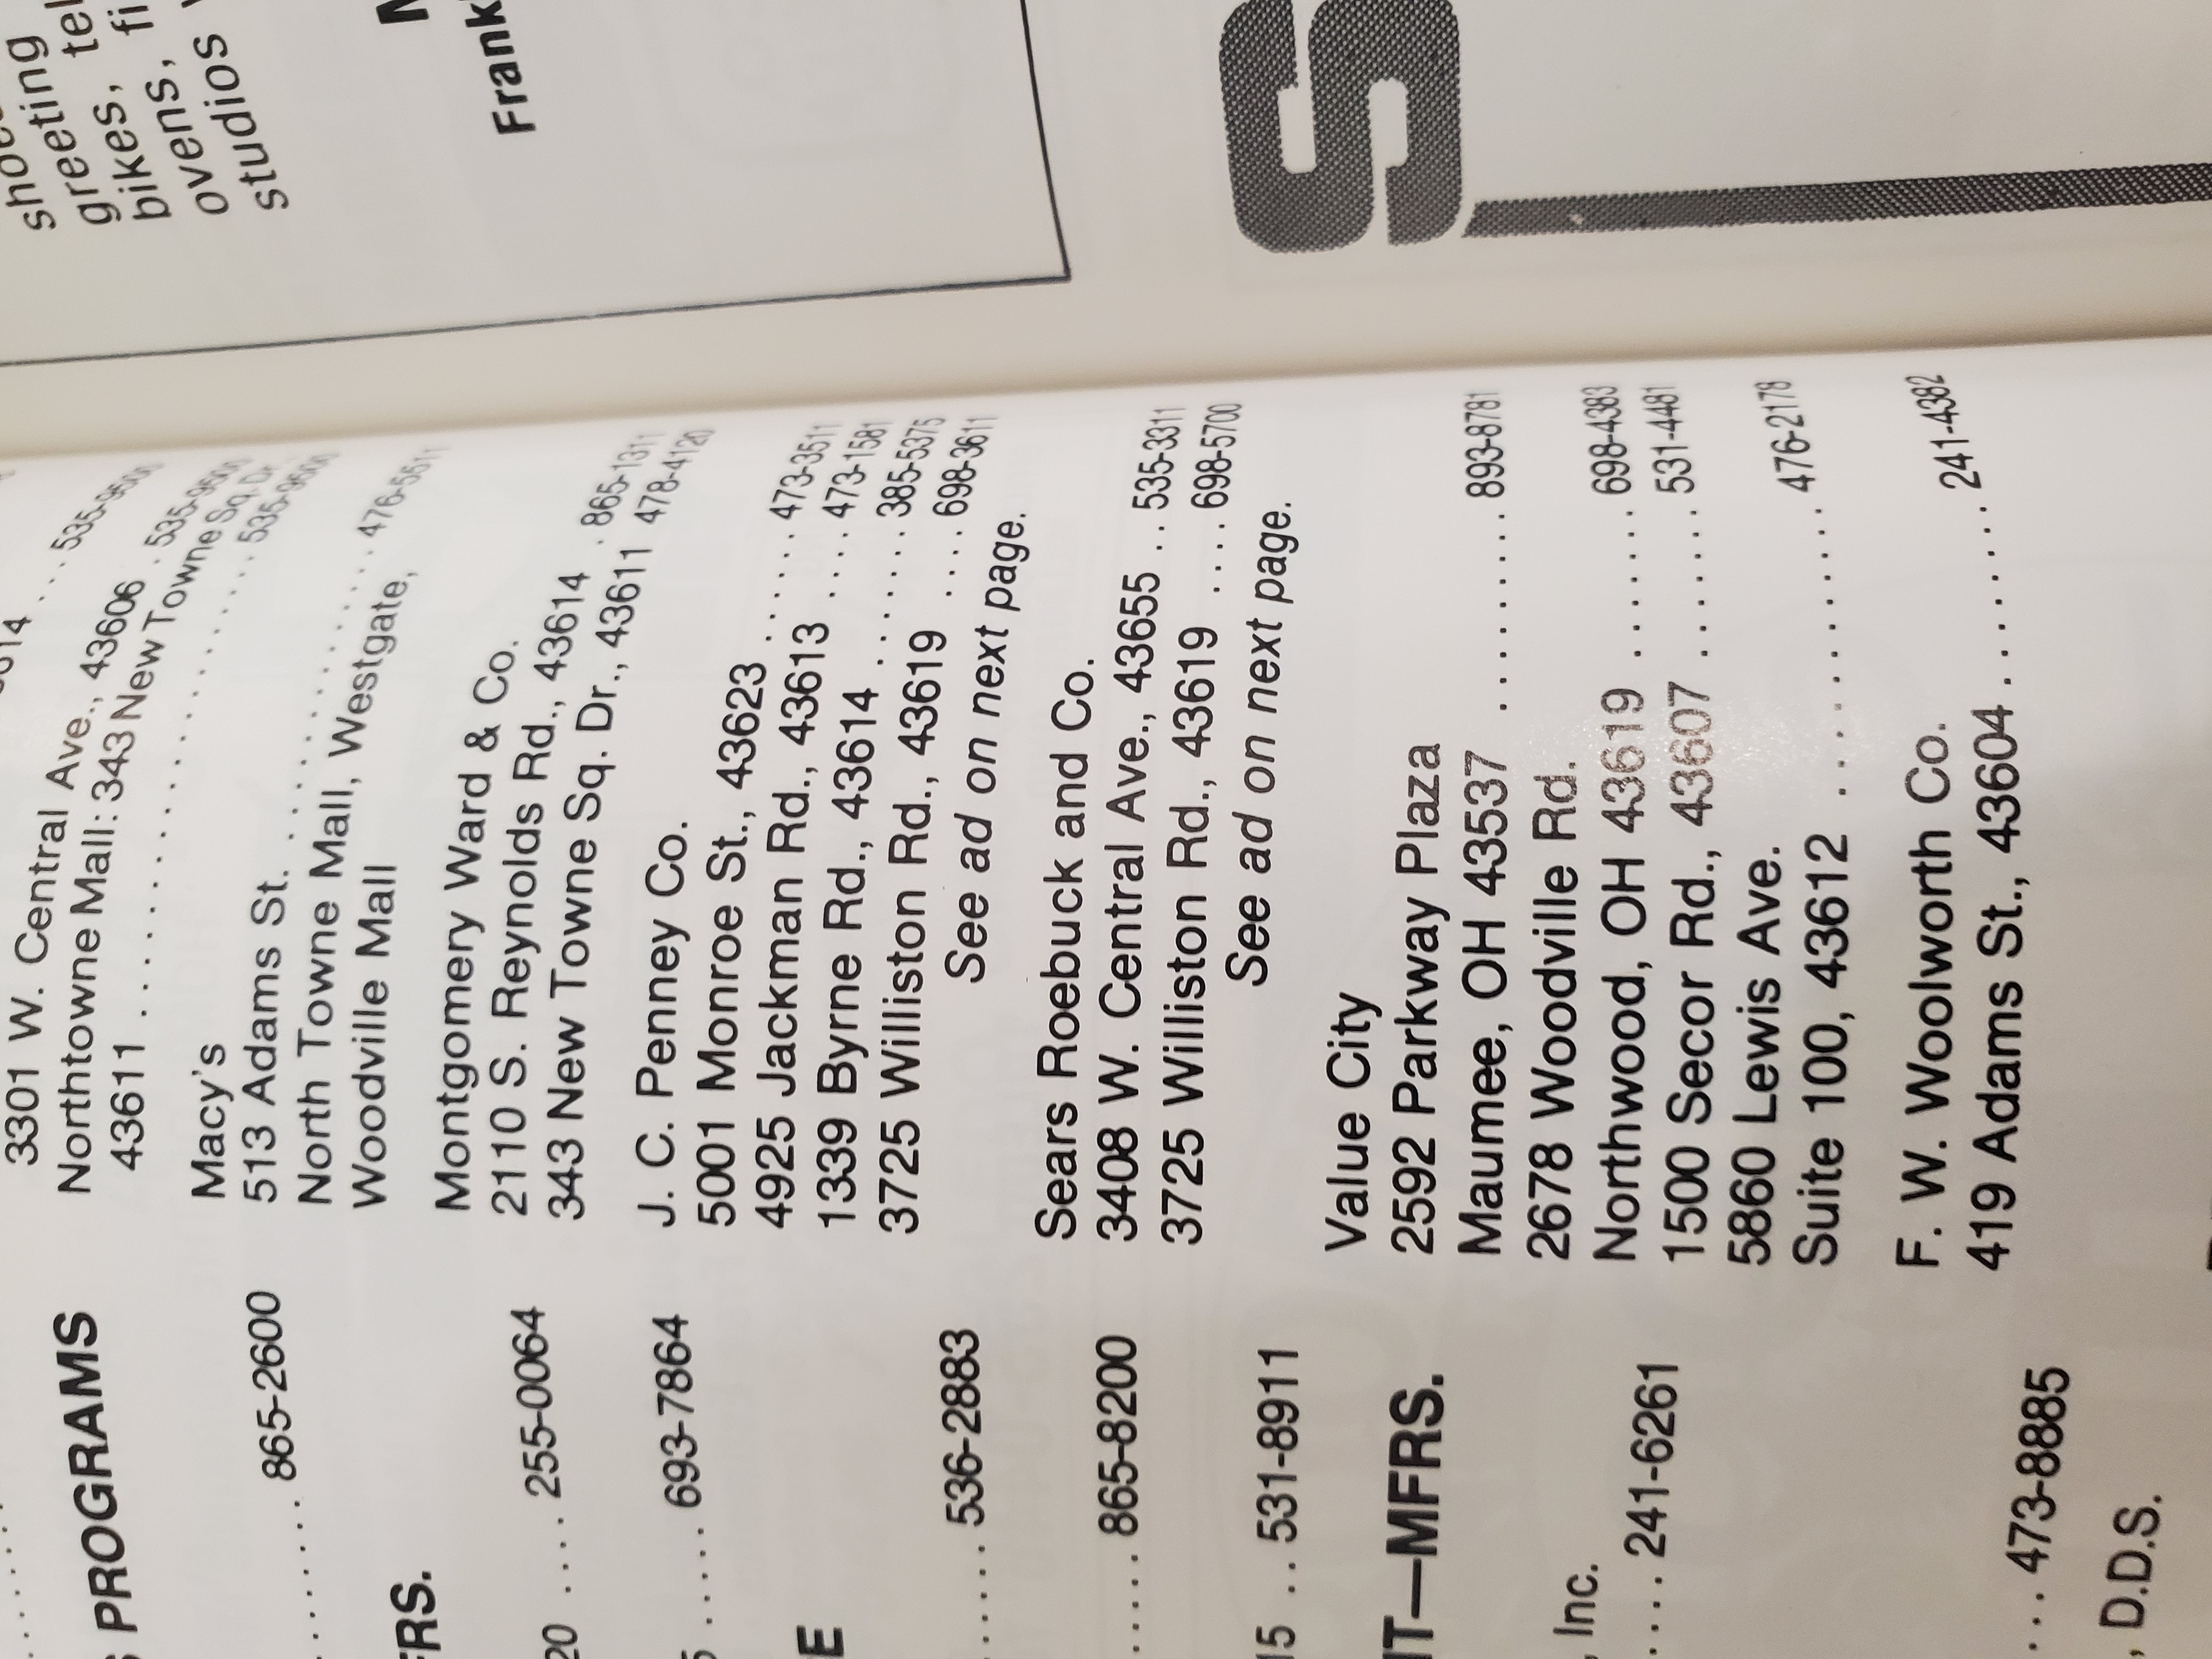 PROGRAMS
865-2600
ERS.
20 .... 255-0064
693-7864
E
536-2883
865-8200
15 .. 531-8911
NT—MFRS.
, Inc.
241-6261
473-8885
, D.D.S.
3301 W. Central Ave., 43606
Northtowne Mall: 343 New Towne Sq. Dr.
43611
Macy's
513 Adams St.
North Towne Mall, Westgate,
Woodville Mall
476-5511
Montgomery Ward & Co.
2110 S. Reynolds Rd., 43614 . 865-1311
343 New Towne Sq. Dr., 43611 478-4120
J. C. Penney Co.
5001 Monroe St., 43623 ...... 473-3511
4925 Jackman Rd., 43613 .... 473-1581
1339 Byrne Rd., 43614 ....... 385-5375
3725 Williston Rd., 43619 .... 698-3611
See ad on next page.
Sears Roebuck and Co.
3408 W. Central Ave., 43655 .. 535-3311
3725 Williston Rd., 43619 .... 698-5700
See ad on next page.
Value City
2592 Parkway Plaza
Maumee, OH 43537 ......... 893-8781
2678 Woodville Rd.
Northwood, OH 43619 ....... 698-4383
1500 Secor Rd., 43607 ....... 531-4481
5860 Lewis Ave.
Suite 100, 43612 ............. 476-2178
F. W. Woolworth Co.
419 Adams St., 43604......... 241-4382
greeting
bikes,
ovens,
studios
Frank
S